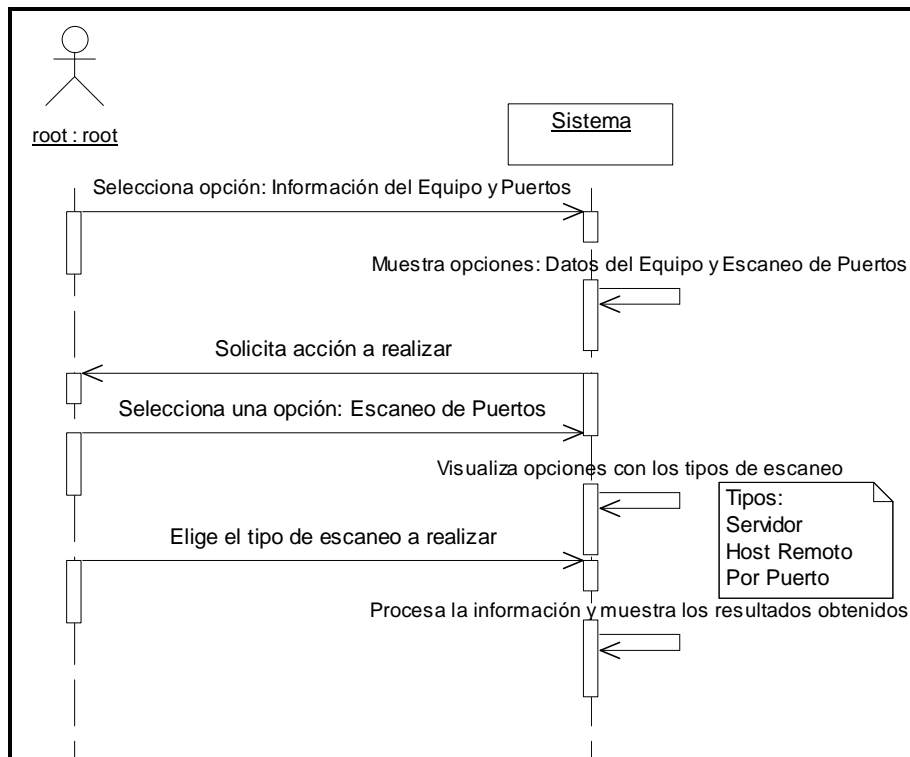 root : root
Sistema
Selecciona opción: Información del Equipo y Puertos
Muestra opciones: Datos del Equipo y Escaneo de Puertos
Solicita acción a realizar
Selecciona una opción: Escaneo de Puertos
Visualiza opciones con los tipos de escaneo
Tipos:
Servidor
Host Remoto
Por Puerto
Elige el tipo de escaneo a realizar
Procesa la información y muestra los resultados obtenidos